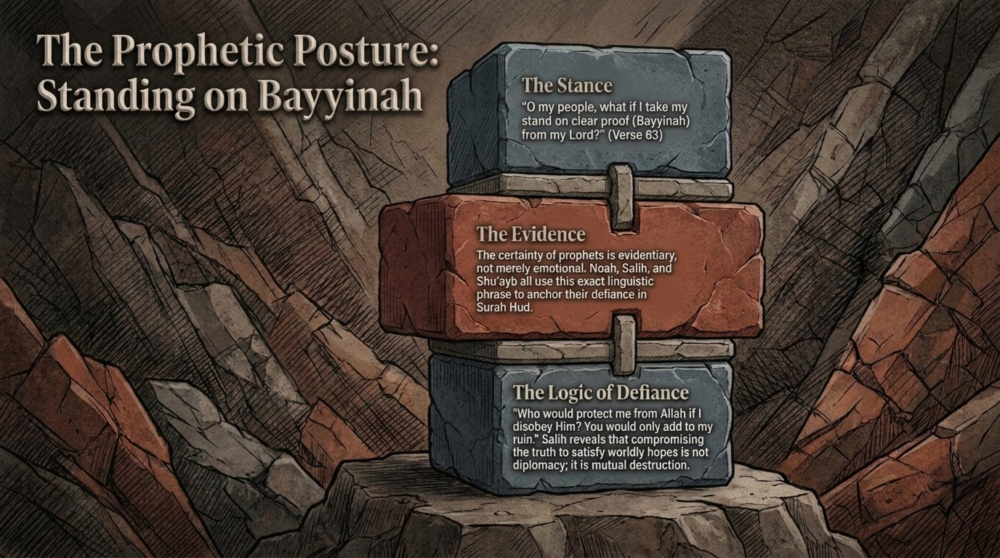 The Prophetic Posture:
Standing on Bayyinah
The Stance
"O my people, what if I take my
stand on clear proof (Bayyinah)
from my Lord?" (Verse 63)
The Evidence
The certainty of prophets is evidentiary,
not merely emotional. Noah, Salih, and
Shu'ayb all use this exact linguistic
phrase to anchor their defiance in
Surah Hud.
The Logic of Defiance
"Who would protect me from Allah if I
disobey Him? You would only add to my
ruin." Salih reveals that compromising
the truth to satisfy worldly hopes is not
diplomacy; it is mutual destruction.